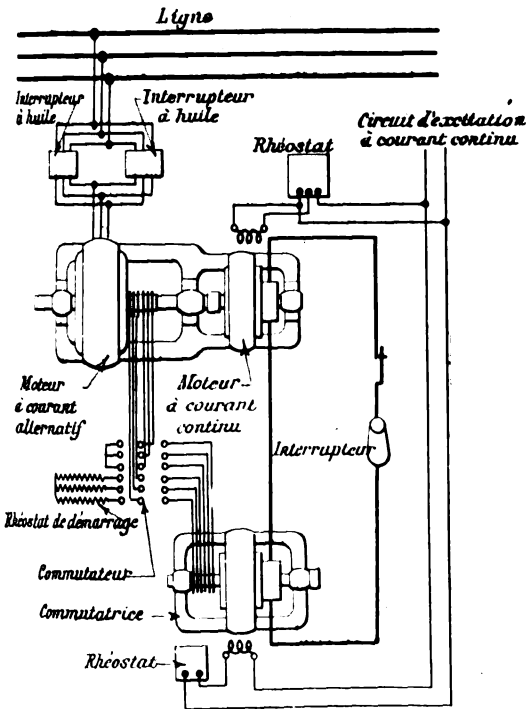 Ligne
Interrupteur
à huile
Interrupteur
à huile
Circuit d'excitation
à courant continu
Rhéostat
Moteur
à courant
alternatif
Moteur
à courant
continu
Interrupteur
Rhéostat de démarrage
Commutateur
Commutatrice
Rhéostat